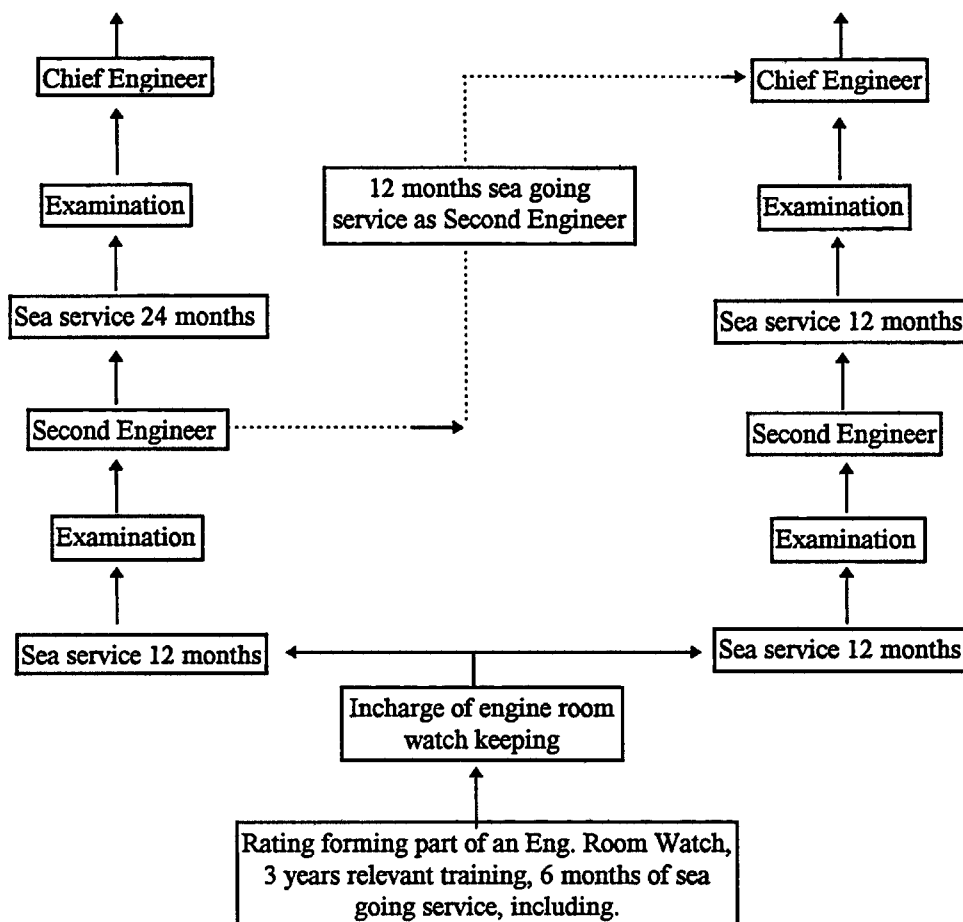 Chief Engineer
Chief Engineer
12 months sea going
service as Second Engineer
Examination
Examination
Sea service 24 months
Sea service 12 months
Second Engineer
Second Engineer
Examination
Examination
Sea service 12 months
Sea service 12 months
Incharge of engine room
watch keeping
Rating forming part of an Eng. Room Watch,
3 years relevant training, 6 months of sea
going service, including.